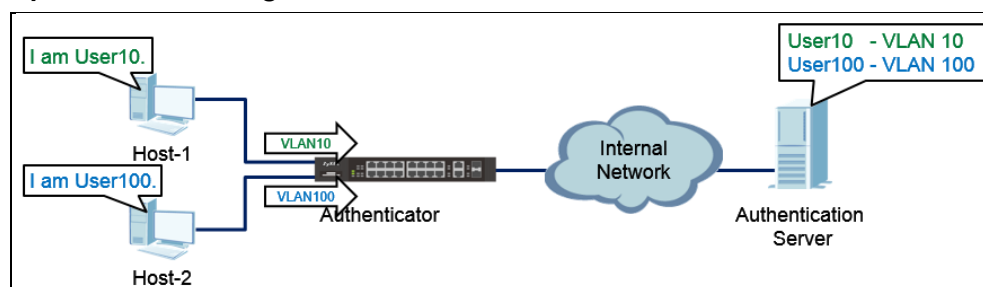 I am User10.
Host-1
I am User100.
Host-2
VLAN10
VLAN100
ZyXEL
Authenticator
Internal
Network
User10 - VLAN 10
User100 - VLAN 100
Authentication
Server